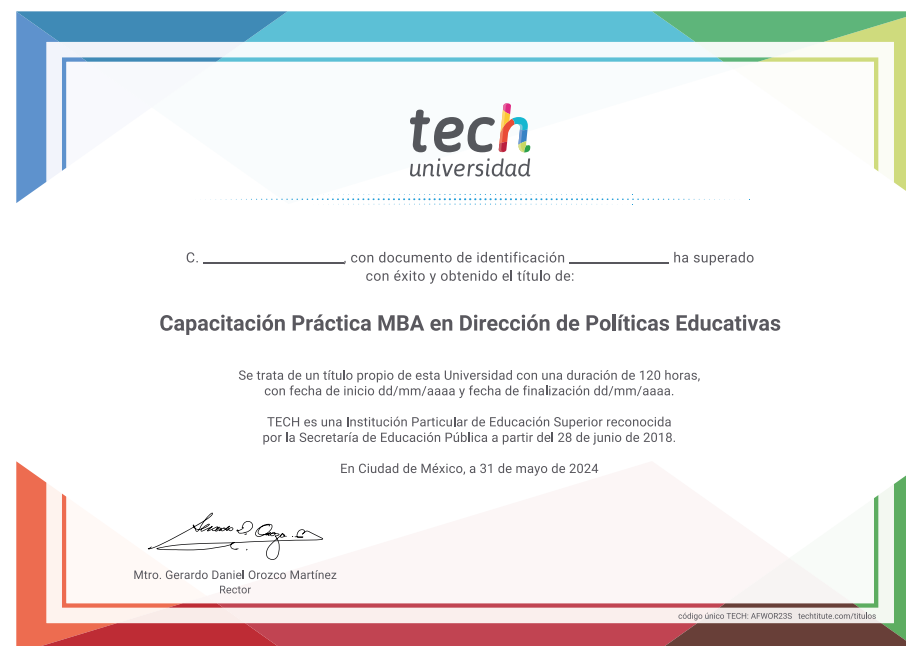 tech
universidad
C. ____________________, con documento de identificación ______________ ha superado
con éxito y obtenido el título de:
Capacitación Práctica MBA en Dirección de Políticas Educativas
Se trata de un título propio de esta Universidad con una duración de 120 horas,
con fecha de inicio dd/mm/aaaa y fecha de finalización dd/mm/aaaa.
TECH es una Institución Particular de Educación Superior reconocida
por la Secretaría de Educación Pública a partir del 28 de junio de 2018.
En Ciudad de México, a 31 de mayo de 2024
Mtro. Gerardo Daniel Orozco Martínez
Rector
código único TECH: AFWOR23S techtitute.com/titulos